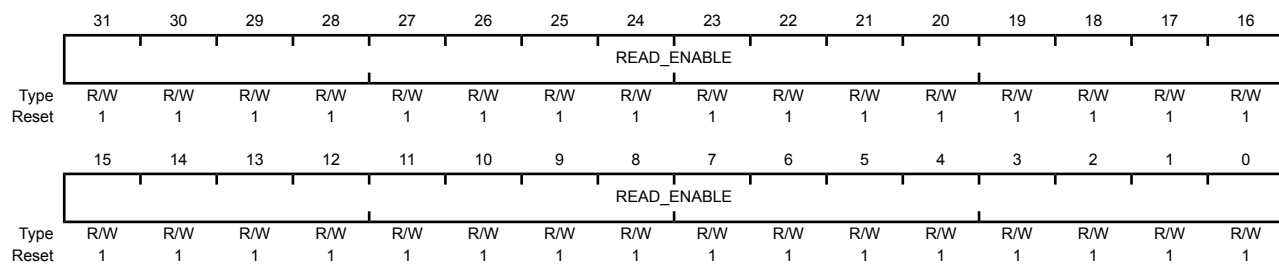 31 30 29 28 27 26 25 24 23 22 21 20 19 18 17 16
READ_ENABLE
Type R/W R/W R/W R/W R/W R/W R/W R/W R/W R/W R/W R/W R/W R/W R/W R/W
Reset 1 1 1 1 1 1 1 1 1 1 1 1 1 1 1 1
15 14 13 12 11 10 9 8 7 6 5 4 3 2 1 0
READ_ENABLE
Type R/W R/W R/W R/W R/W R/W R/W R/W R/W R/W R/W R/W R/W R/W R/W R/W
Reset 1 1 1 1 1 1 1 1 1 1 1 1 1 1 1 1